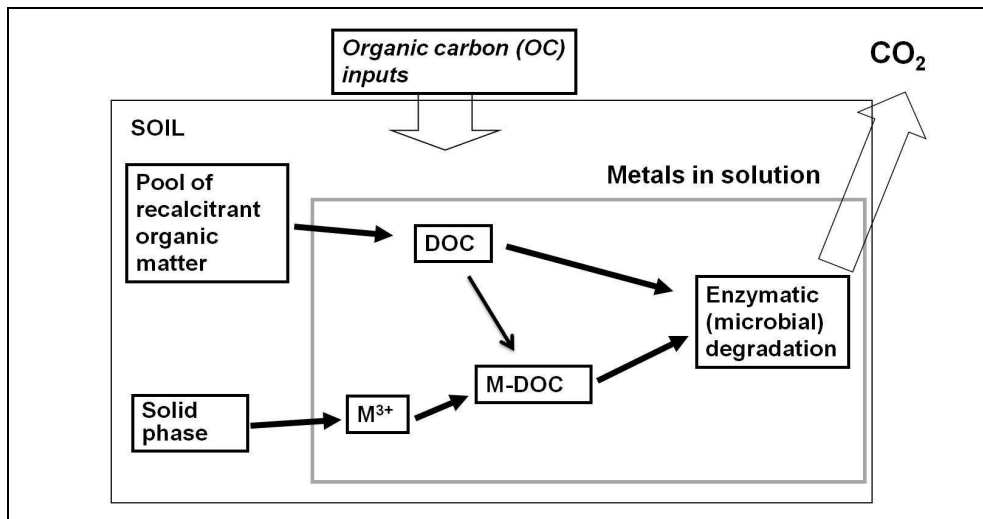 Organic carbon (OC)
inputs
CO₂
SOIL
Pool of
recalcitrant
organic
matter
Metals in solution
DOC
Enzymatic
(microbial)
degradation
M-DOC
Solid
phase
M³⁺